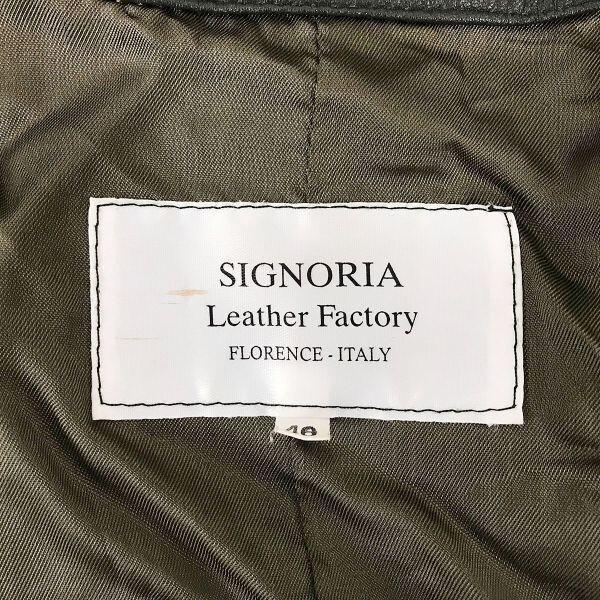 SIGNORIA
Leather Factory
FLORENCE - ITALY